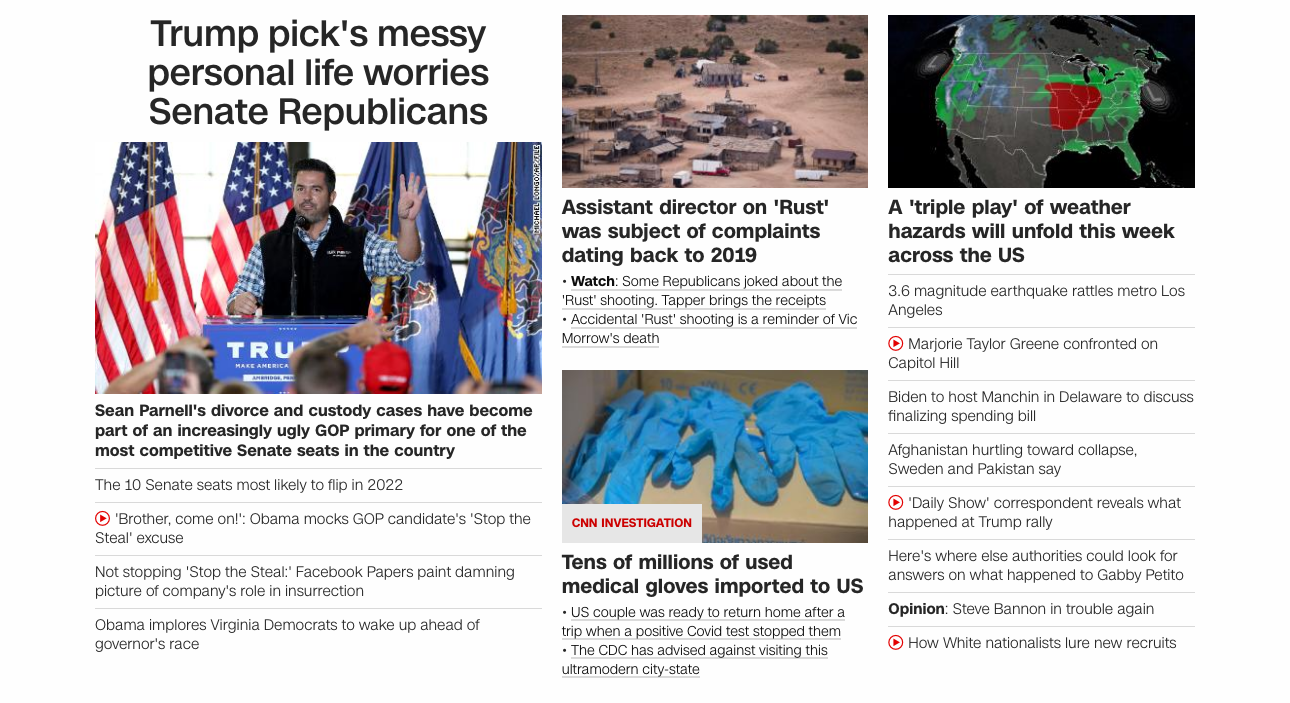 Trump pick's messy
personal life worries
Senate Republicans
MICHAEL LONGO/AP/FILE
TRU
MAKE AMERICA
Sean Parnell's divorce and custody cases have become
part of an increasingly ugly GOP primary for one of the
most competitive Senate seats in the country
The 10 Senate seats most likely to flip in 2022
'Brother, come on!': Obama mocks GOP candidate's 'Stop the
Steal' excuse
Not stopping 'Stop the Steal:' Facebook Papers paint damning
picture of company's role in insurrection
Obama implores Virginia Democrats to wake up ahead of
governor's race
Assistant director on 'Rust'
was subject of complaints
dating back to 2019
• Watch: Some Republicans joked about the
'Rust' shooting. Tapper brings the receipts
• Accidental 'Rust' shooting is a reminder of Vic
Morrow's death
CNN INVESTIGATION
Tens of millions of used
medical gloves imported to US
• US couple was ready to return home after a
trip when a positive Covid test stopped them
• The CDC has advised against visiting this
ultramodern city-state
A 'triple play' of weather
hazards will unfold this week
across the US
3.6 magnitude earthquake rattles metro Los
Angeles
Marjorie Taylor Greene confronted on
Capitol Hill
Biden to host Manchin in Delaware to discuss
finalizing spending bill
Afghanistan hurtling toward collapse,
Sweden and Pakistan say
'Daily Show' correspondent reveals what
happened at Trump rally
Here's where else authorities could look for
answers on what happened to Gabby Petito
Opinion: Steve Bannon in trouble again
How White nationalists lure new recruits